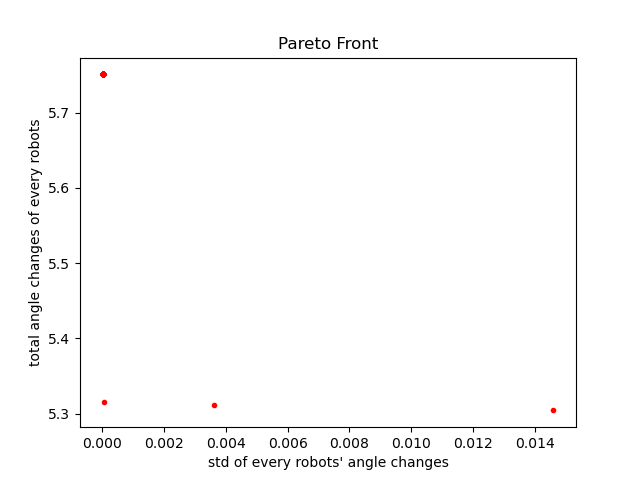 Pareto Front
total angle changes of every robots
5.7
5.6
5.5
5.4
5.3
0.000 0.002 0.004 0.006 0.008 0.010 0.012 0.014
std of every robots' angle changes